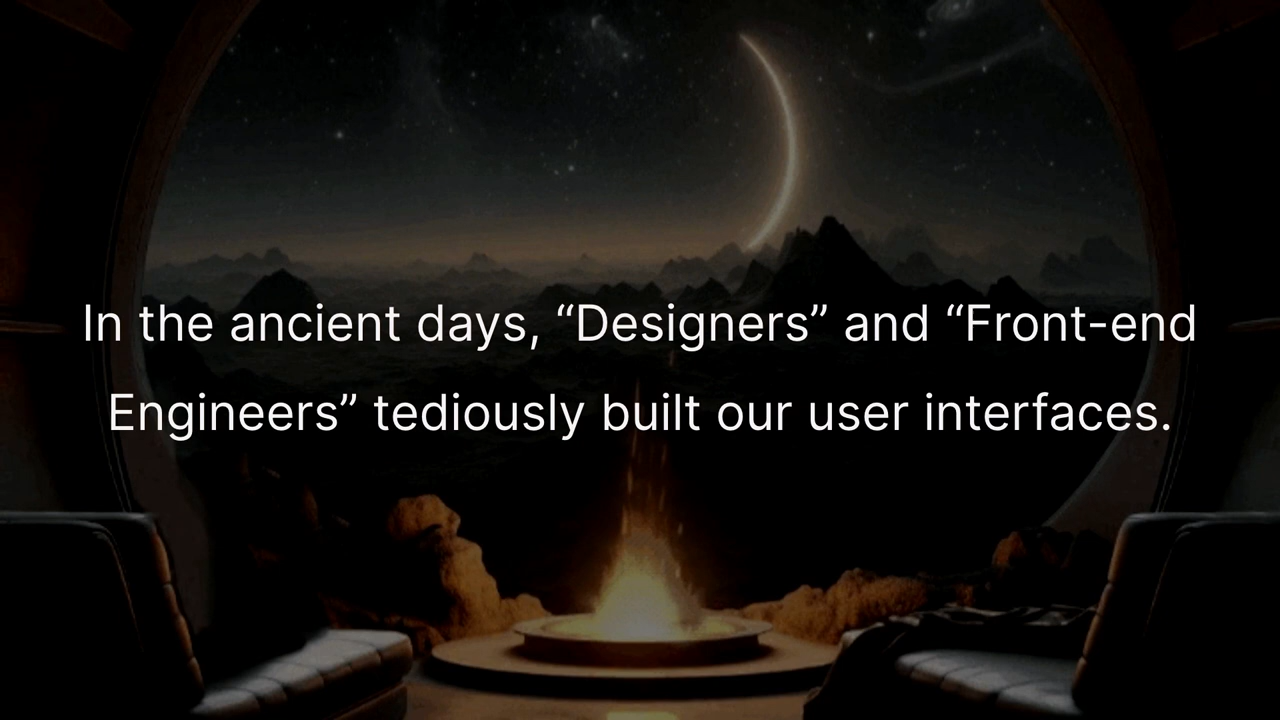 In the ancient days, “Designers” and “Front-end
Engineers” tediously built our user interfaces.